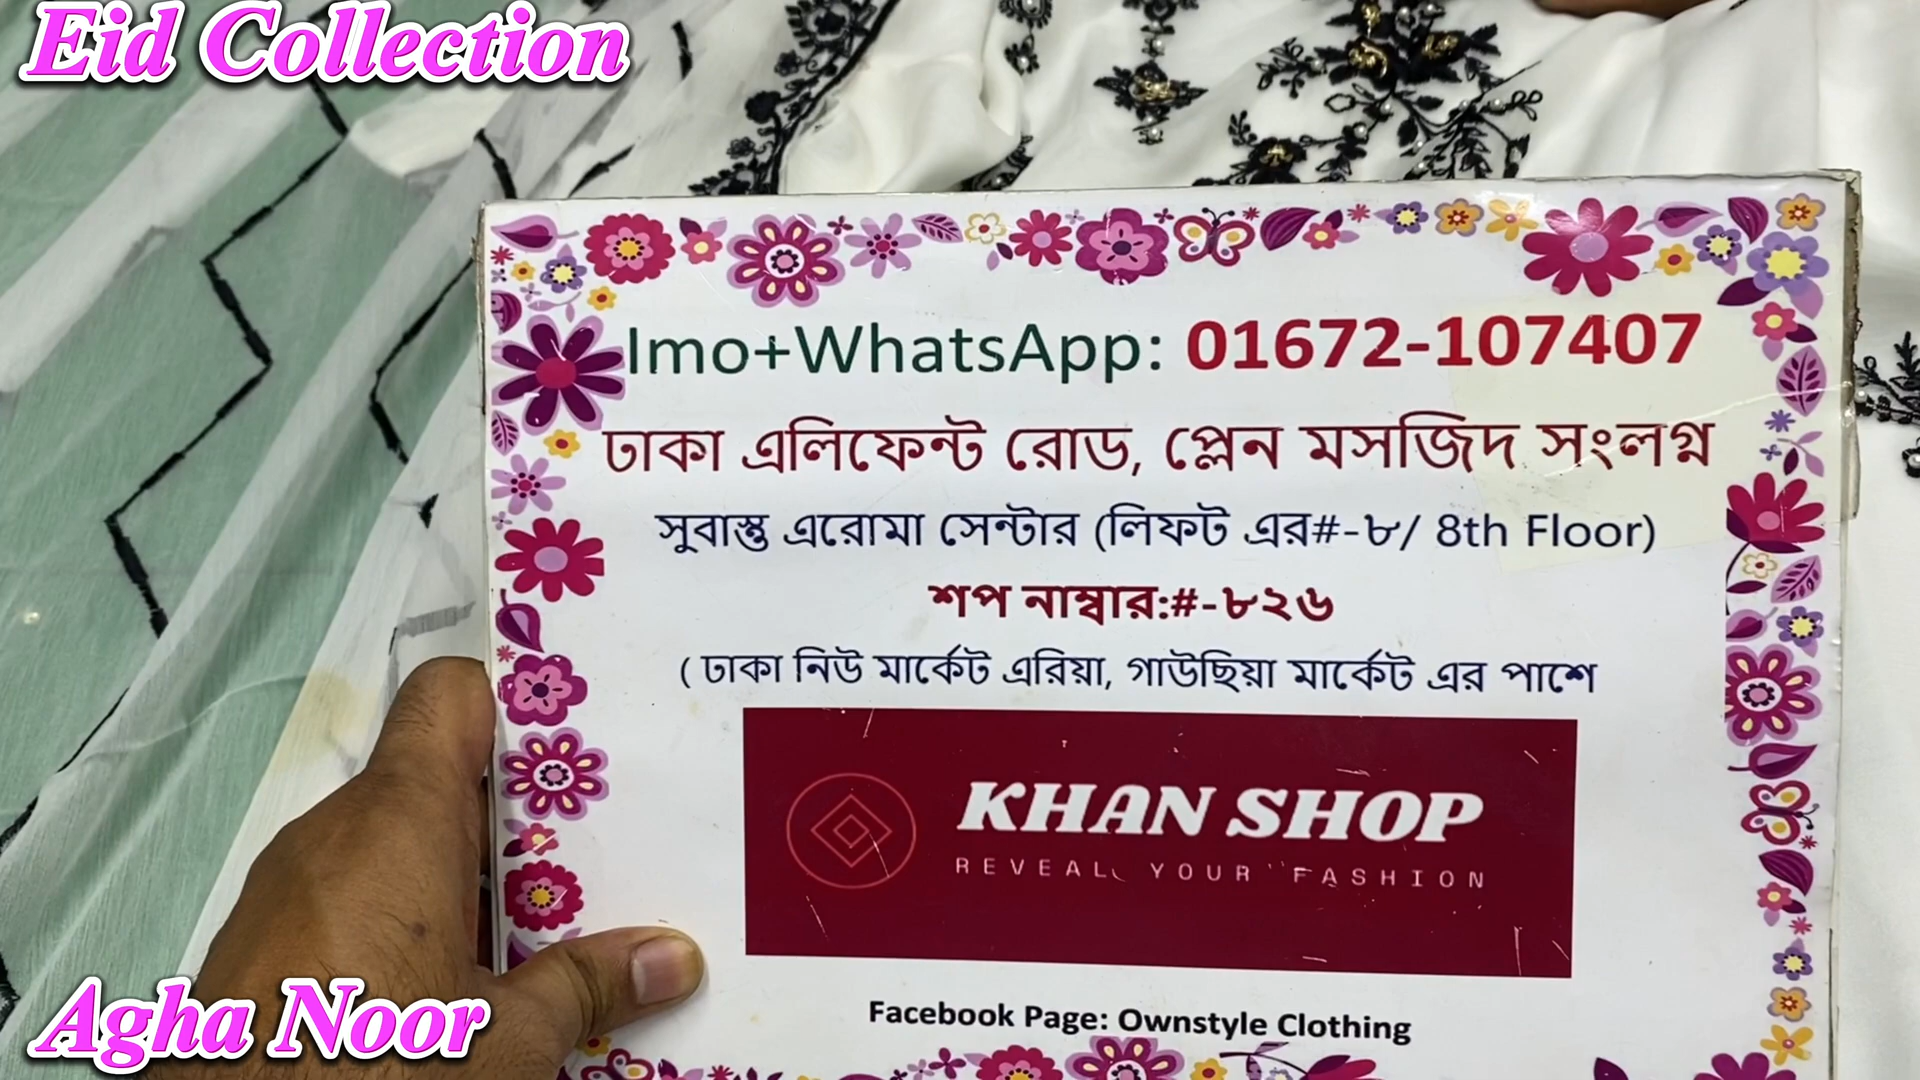 Eid Collection
Imo+WhatsApp: 01672-107407
ঢাকা এলিফেন্ট রোড, প্লেন মসজিদ সংলগ্ন
সুবাস্তু এরোমা সেন্টার (লিফট এর#-৮/ 8th Floor)
শপ নাম্বার:#-৮২৬
( ঢাকা নিউ মার্কেট এরিয়া, গাউছিয়া মার্কেট এর পাশে
KHAN SHOP
REVEAL YOUR FASHION
Facebook Page: Ownstyle Clothing
Agha Noor